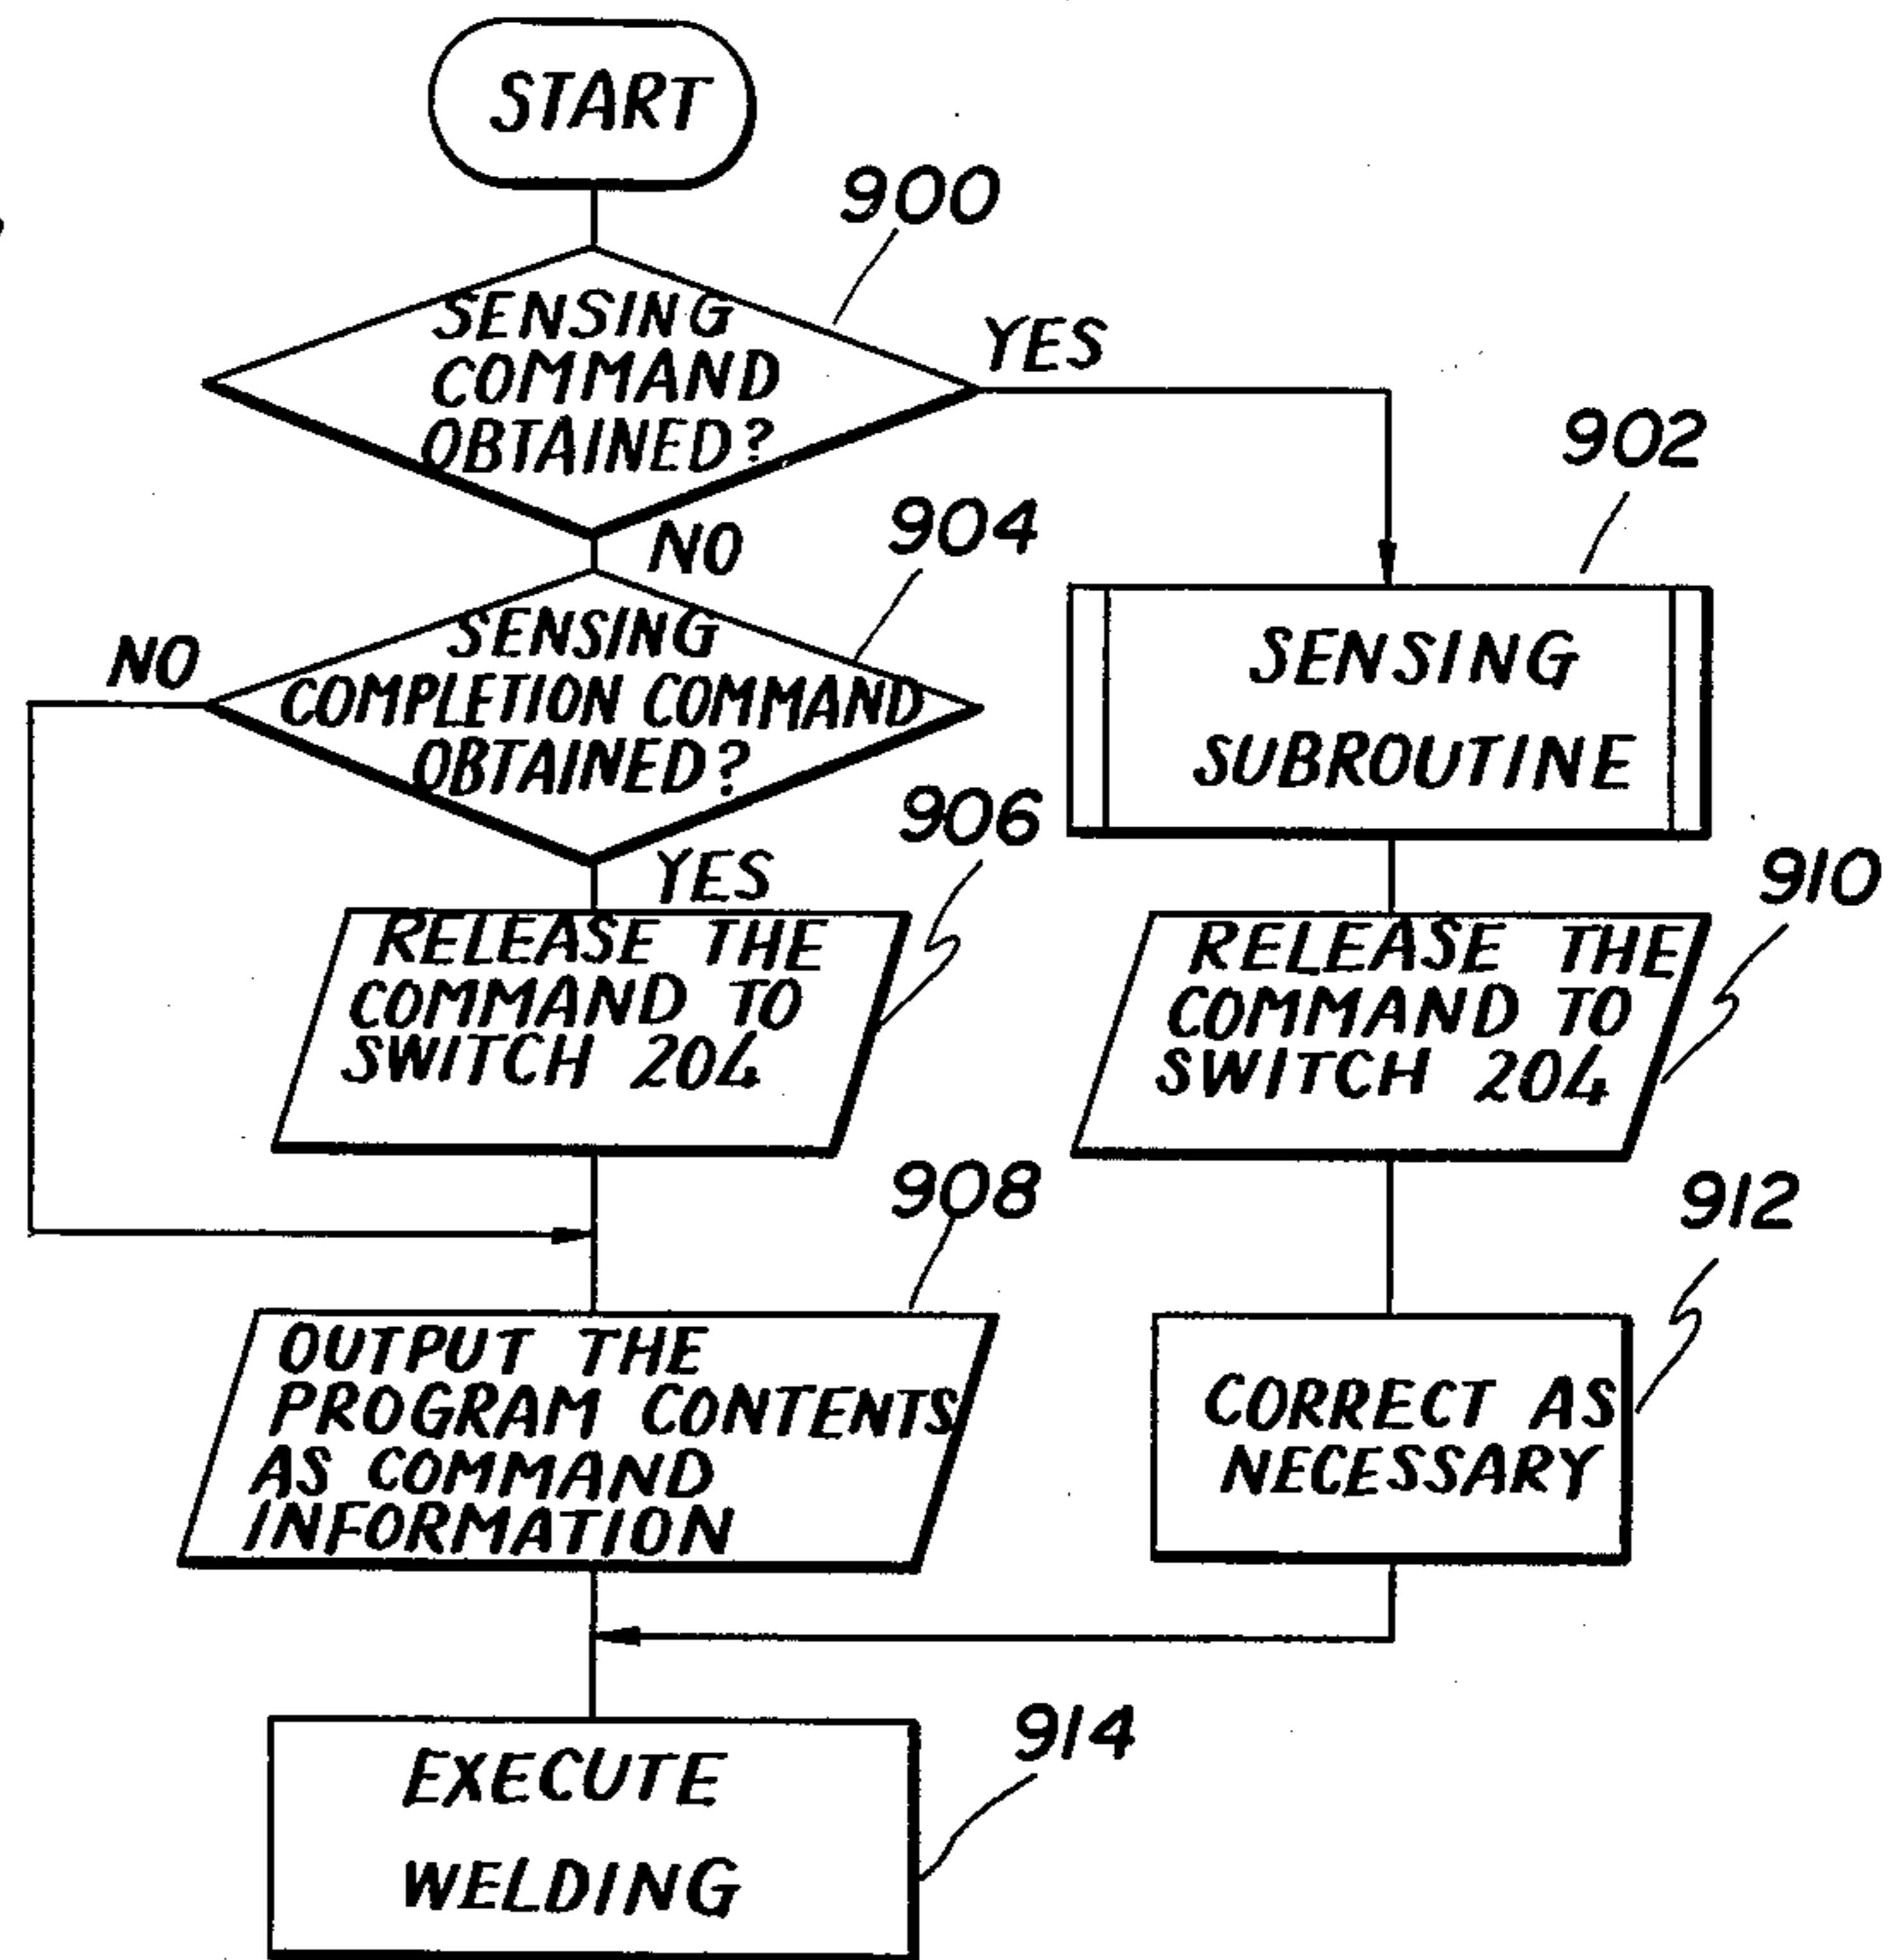 START
900
SENSING
COMMAND
OBTAINED?
YES
902
NO
904
SENSING
COMPLETION COMMAND
OBTAINED?
NO
SENSING
SUBROUTINE
906
YES
910
RELEASE THE
COMMAND TO
SWITCH 204
RELEASE THE
COMMAND TO
SWITCH 204
908
912
OUTPUT THE
PROGRAM CONTENTS
AS COMMAND
INFORMATION
CORRECT AS
NECESSARY
914
EXECUTE
WELDING